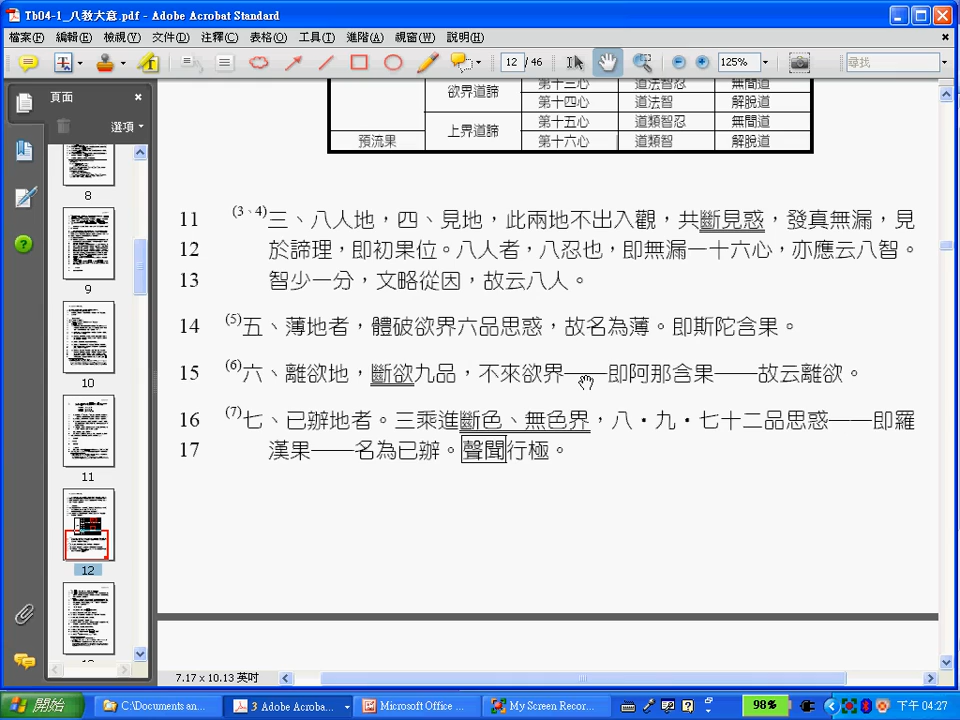 Tb04-1_八教大意.pdf - Adobe Acrobat Standard
檔案(F) 編輯(E) 檢視(V) 文件(D) 注釋(C) 表格(O) 工具(T) 進階(A) 視窗(W) 說明(H)
12 / 46 125% 尋找
頁面
選項
8
9
10
11
12
欲界道諦 第十三心 道法智忍 無間道
第十四心 道法智 解脫道
上界道諦 第十五心 道類智忍 無間道
預流果 第十六心 道類智 解脫道
11 (3、4)三、八人地，四、見地，此兩地不出入觀，共斷見惑，發真無漏，見
12 於諦理，即初果位。八人者，八忍也，即無漏一十六心，亦應云八智。
13 智少一分，文略從因，故云八人。
14 (5)五、薄地者，體破欲界六品思惑，故名為薄。即斯陀含果。
15 (6)六、離欲地，斷欲九品，不來欲界——即阿那含果——故云離欲。
16 (7)七、已辦地者。三乘進斷色、無色界，八・九・七十二品思惑——即羅
17 漢果——名為已辦。聲聞行極。
7.17 x 10.13 英吋
開始 C:\Documents an... 3 Adobe Acroba... Microsoft Office ... My Screen Recor... 98% 下午 04:27